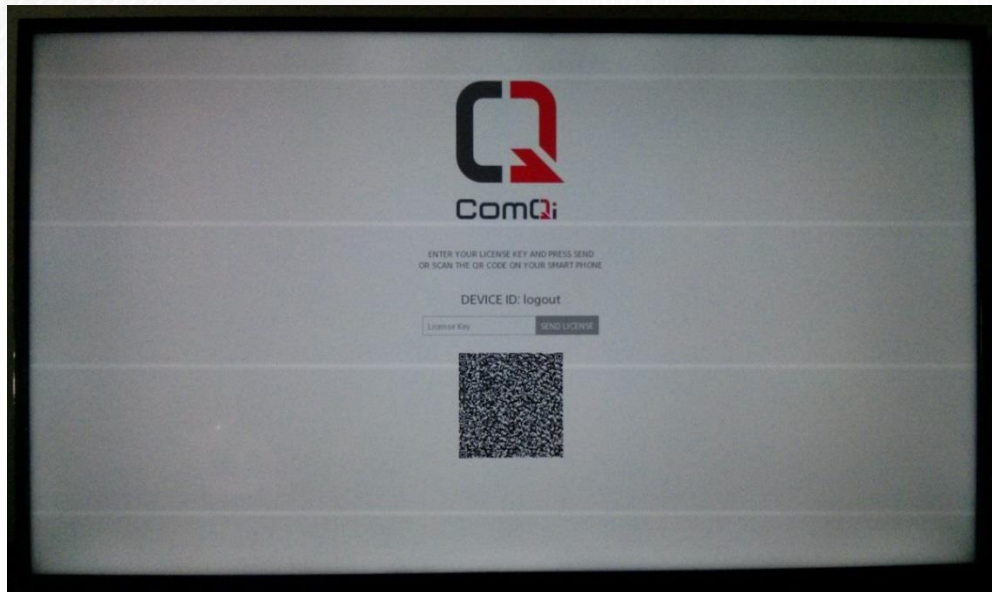 ComQi
ENTER YOUR LICENSE KEY AND PRESS SEND
OR SCAN THE QR CODE ON YOUR SMART PHONE
DEVICE ID: logout
License Key SEND LICENSE